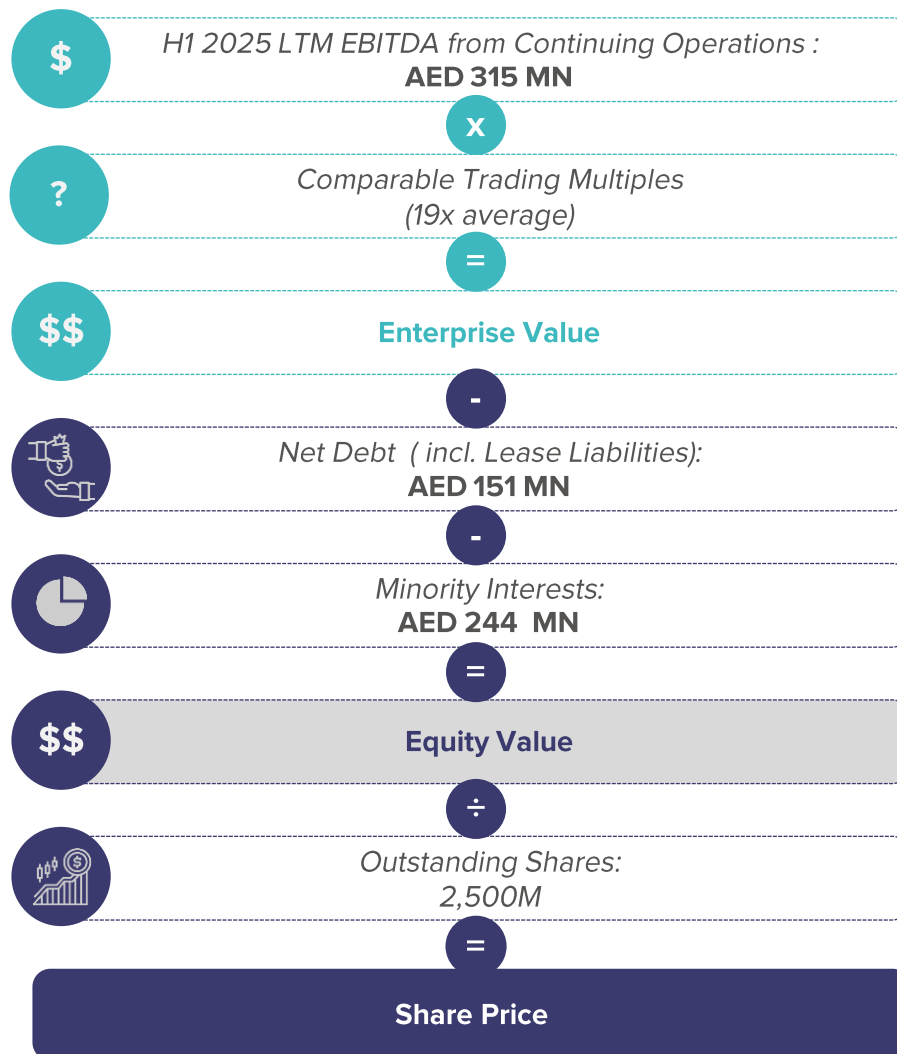 $
H1 2025 LTM EBITDA from Continuing Operations :
AED 315 MN
x
?
Comparable Trading Multiples
(19x average)
=
$$
Enterprise Value
-
$
Net Debt ( incl. Lease Liabilities):
AED 151 MN
-
Minority Interests:
AED 244 MN
=
$$
Equity Value
÷
$
Outstanding Shares:
2,500M
=
Share Price